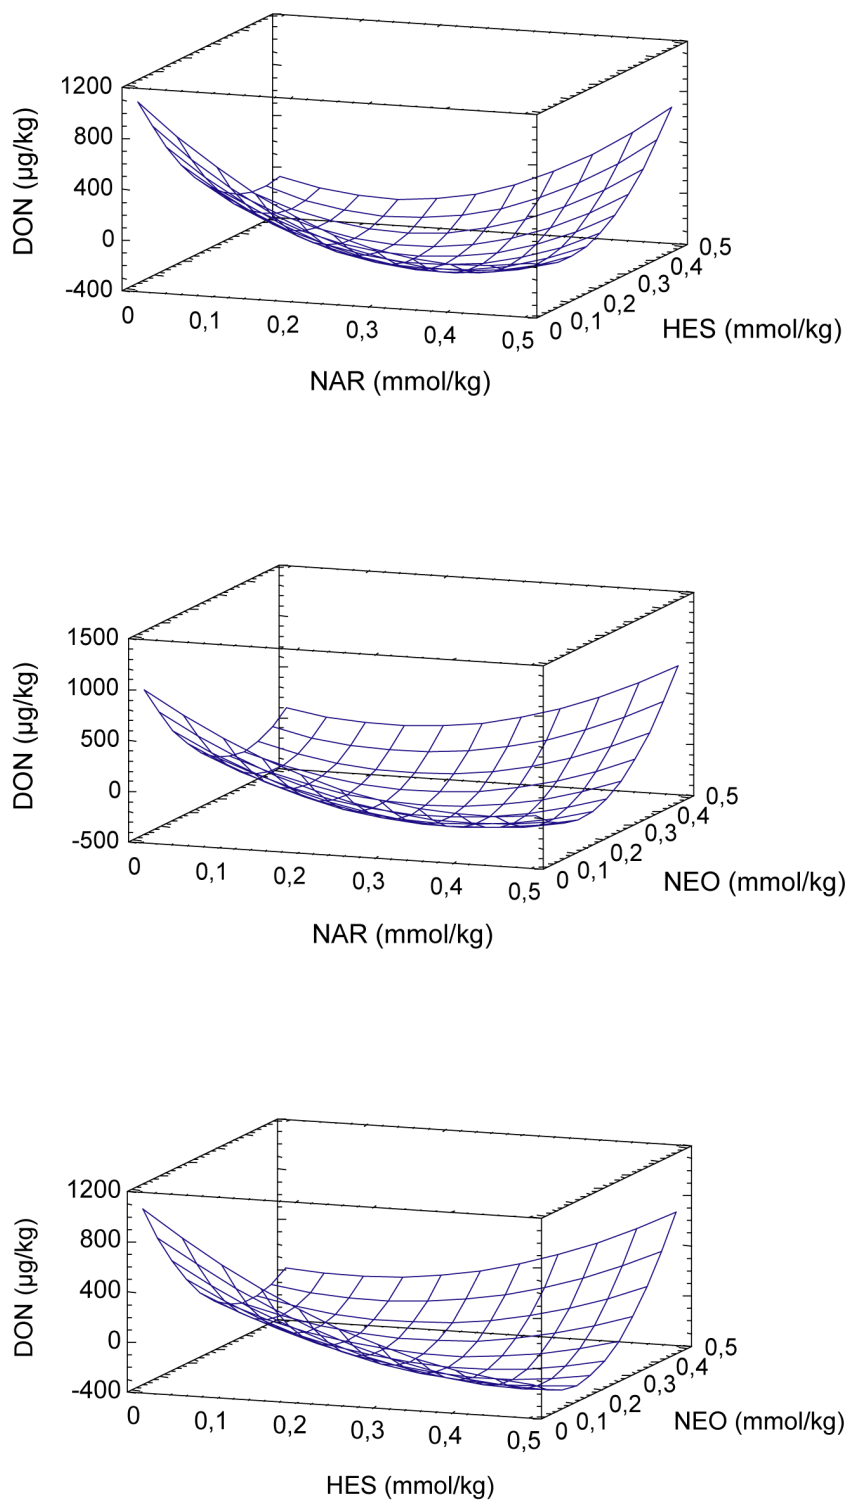 1200
800
400
0
-400
DON (µg/kg)
0 0,1 0,2 0,3 0,4 0,5
NAR (mmol/kg)
0 0,1 0,2 0,3 0,4 0,5
HES (mmol/kg)
1500
1000
500
0
-500
DON (µg/kg)
0 0,1 0,2 0,3 0,4 0,5
NAR (mmol/kg)
0 0,1 0,2 0,3 0,4 0,5
NEO (mmol/kg)
1200
800
400
0
-400
DON (µg/kg)
0 0,1 0,2 0,3 0,4 0,5
HES (mmol/kg)
0 0,1 0,2 0,3 0,4 0,5
NEO (mmol/kg)